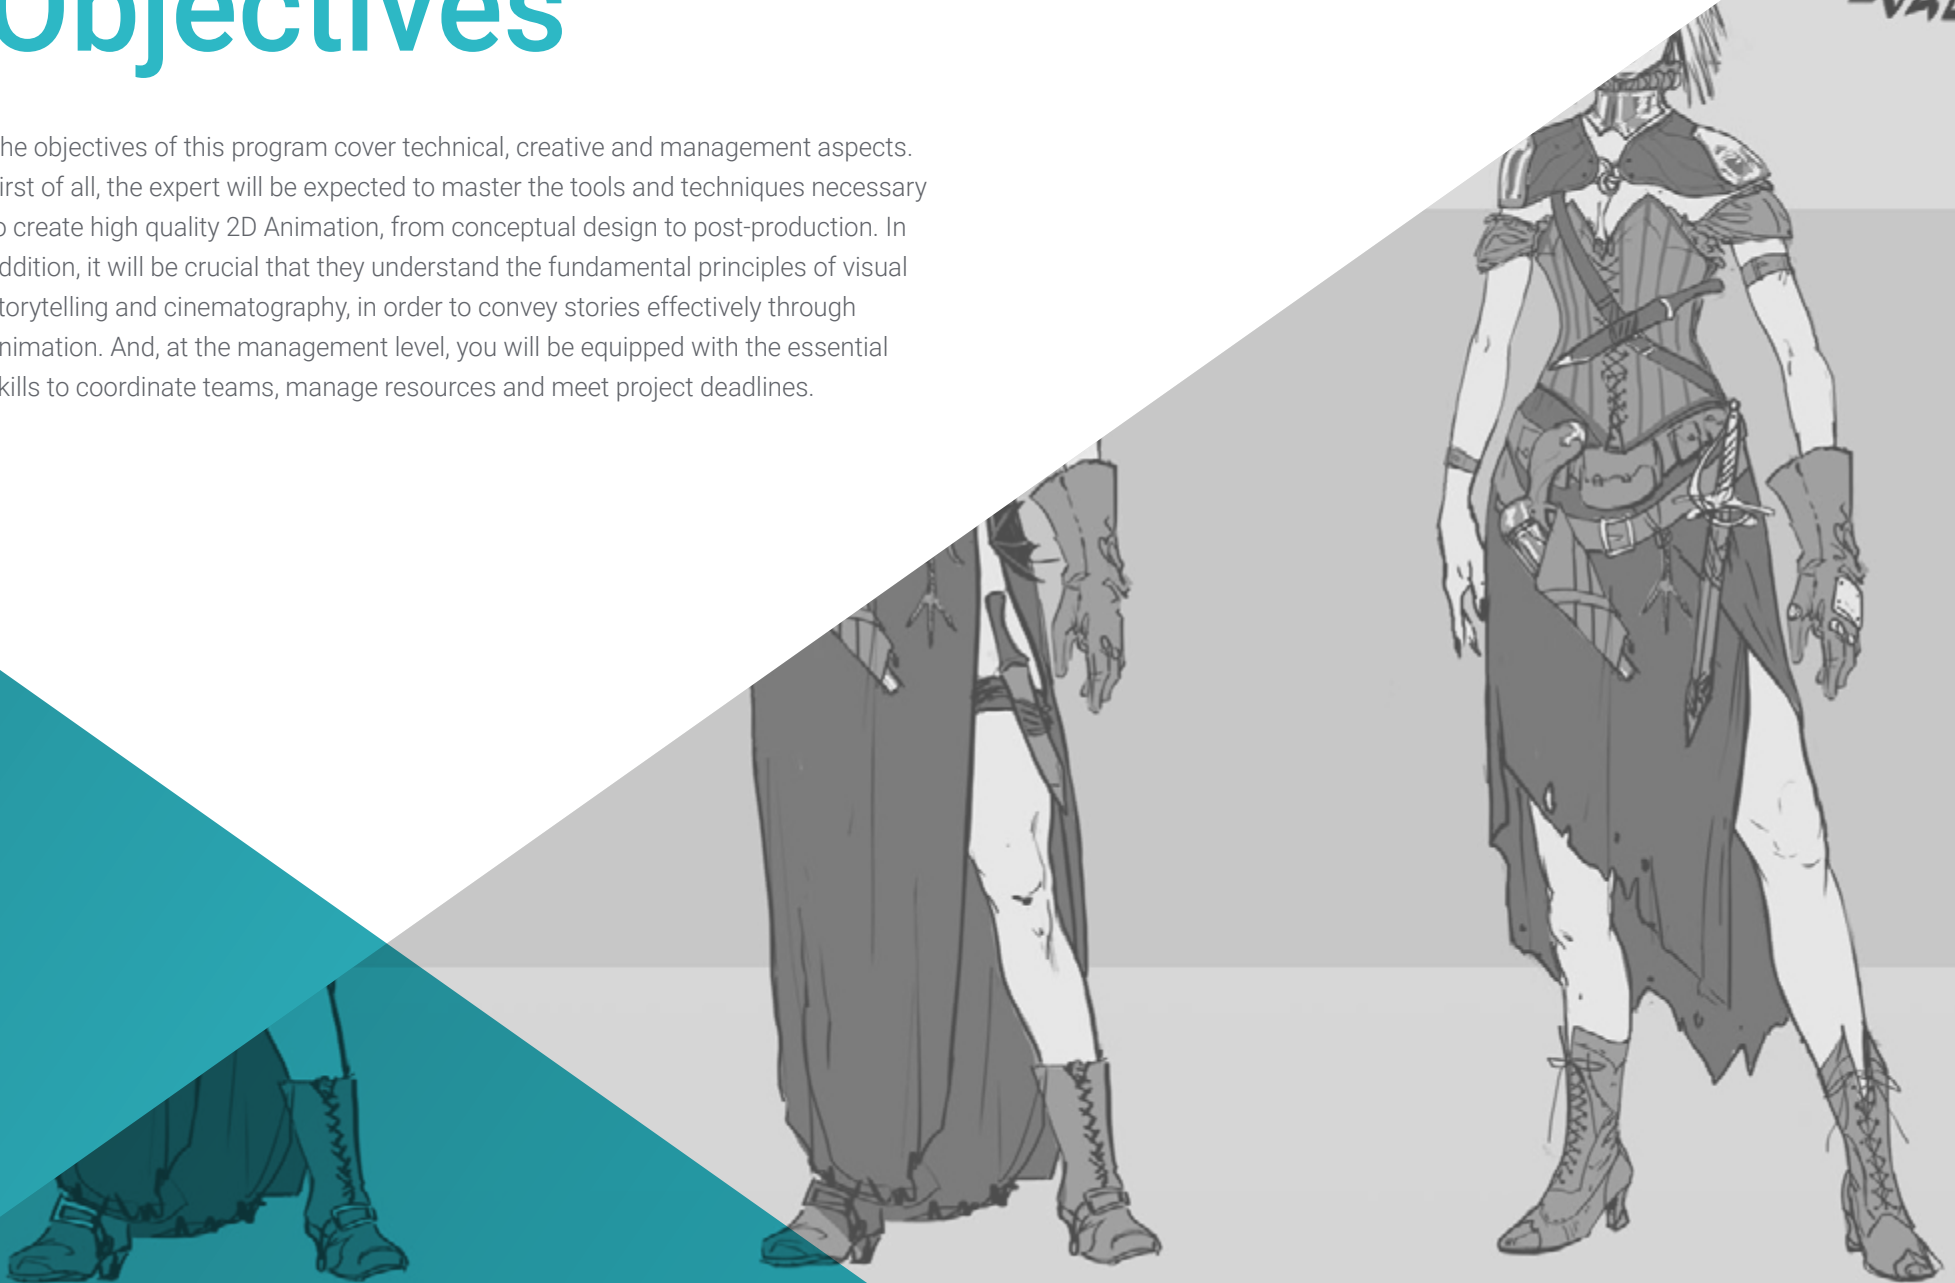 Objectives
he objectives of this program cover technical, creative and management aspects.
irst of all, the expert will be expected to master the tools and techniques necessary
o create high quality 2D Animation, from conceptual design to post-production. In
ddition, it will be crucial that they understand the fundamental principles of visual
torytelling and cinematography, in order to convey stories effectively through
nimation. And, at the management level, you will be equipped with the essential
kills to coordinate teams, manage resources and meet project deadlines.